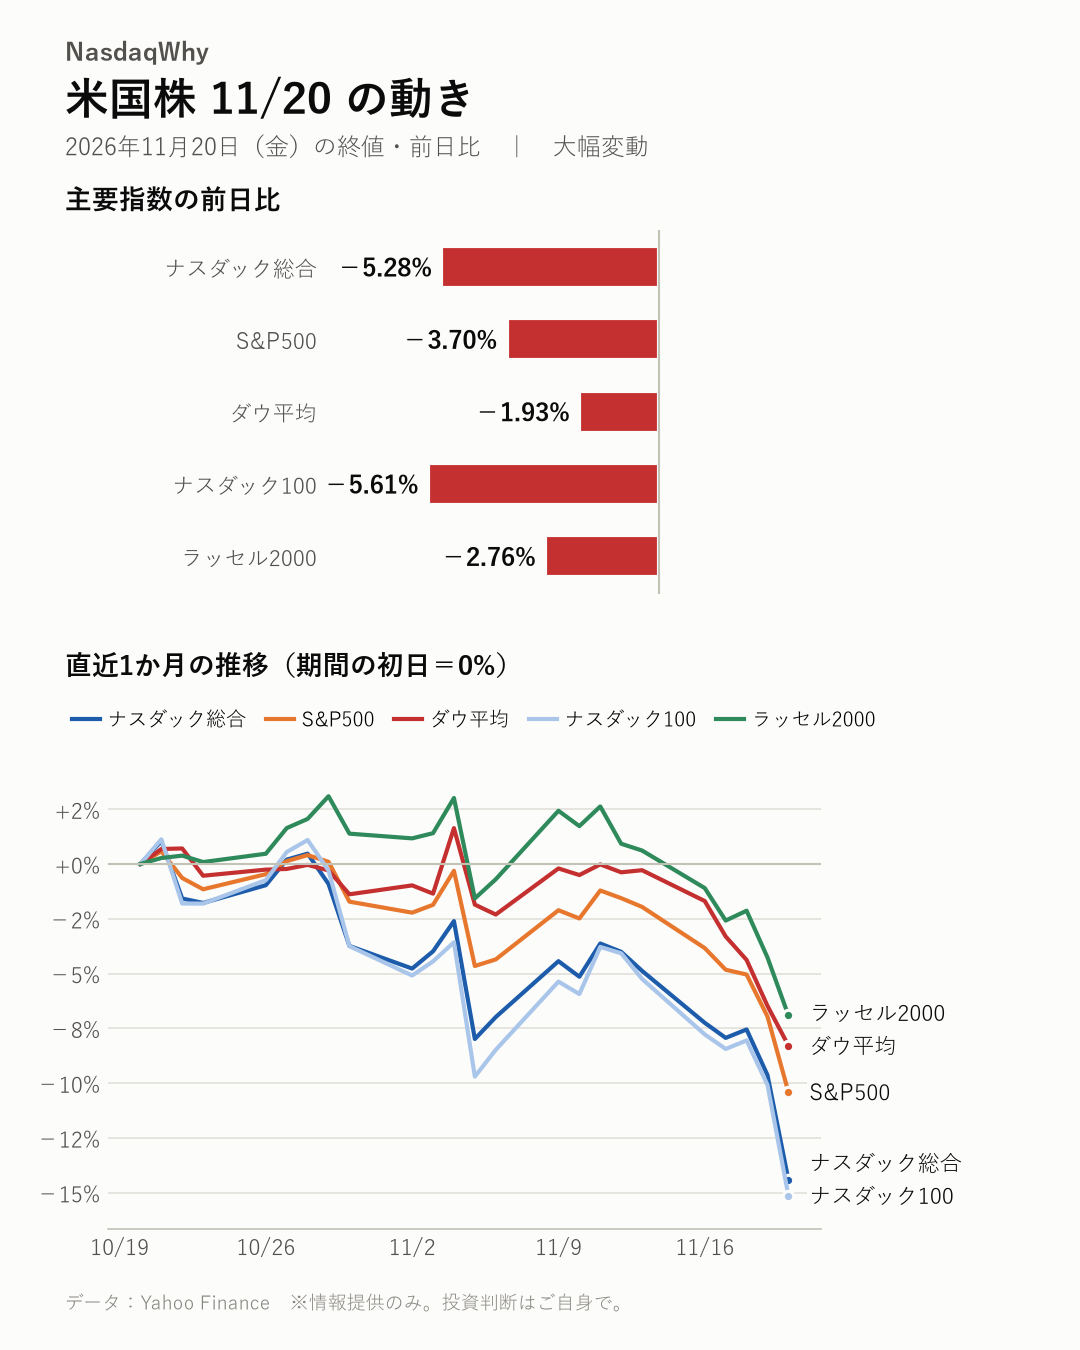 NasdaqWhy
米国株 11/20 の動き
2026年11月20日（金）の終値・前日比 ｜ 大幅変動
主要指数の前日比
ナスダック総合 −5.28%
S&P500 −3.70%
ダウ平均 −1.93%
ナスダック100 −5.61%
ラッセル2000 −2.76%
直近1か月の推移（期間の初日＝0%）
ナスダック総合 S&P500 ダウ平均 ナスダック100 ラッセル2000
+2%
+0%
−2%
−5%
−8%
−10%
−12%
−15%
ラッセル2000
ダウ平均
S&P500
ナスダック総合
ナスダック100
10/19 10/26 11/2 11/9 11/16
データ：Yahoo Finance ※情報提供のみ。投資判断はご自身で。